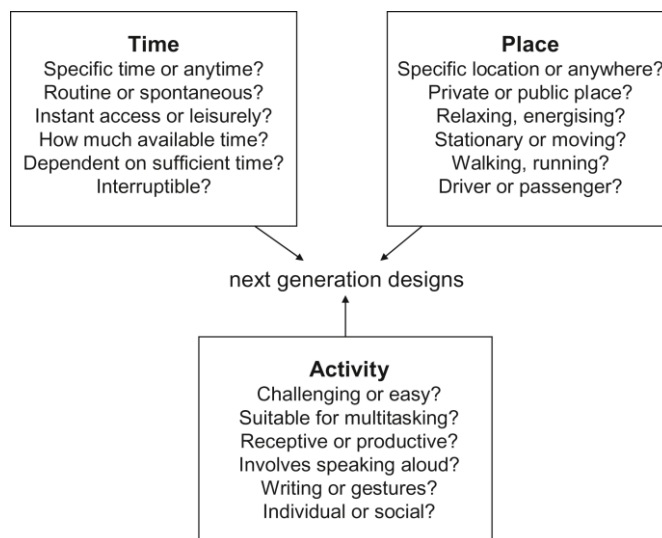 Time
Specific time or anytime?
Routine or spontaneous?
Instant access or leisurely?
How much available time?
Dependent on sufficient time?
Interruptible?
Place
Specific location or anywhere?
Private or public place?
Relaxing, energising?
Stationary or moving?
Walking, running?
Driver or passenger?
next generation designs
Activity
Challenging or easy?
Suitable for multitasking?
Receptive or productive?
Involves speaking aloud?
Writing or gestures?
Individual or social?